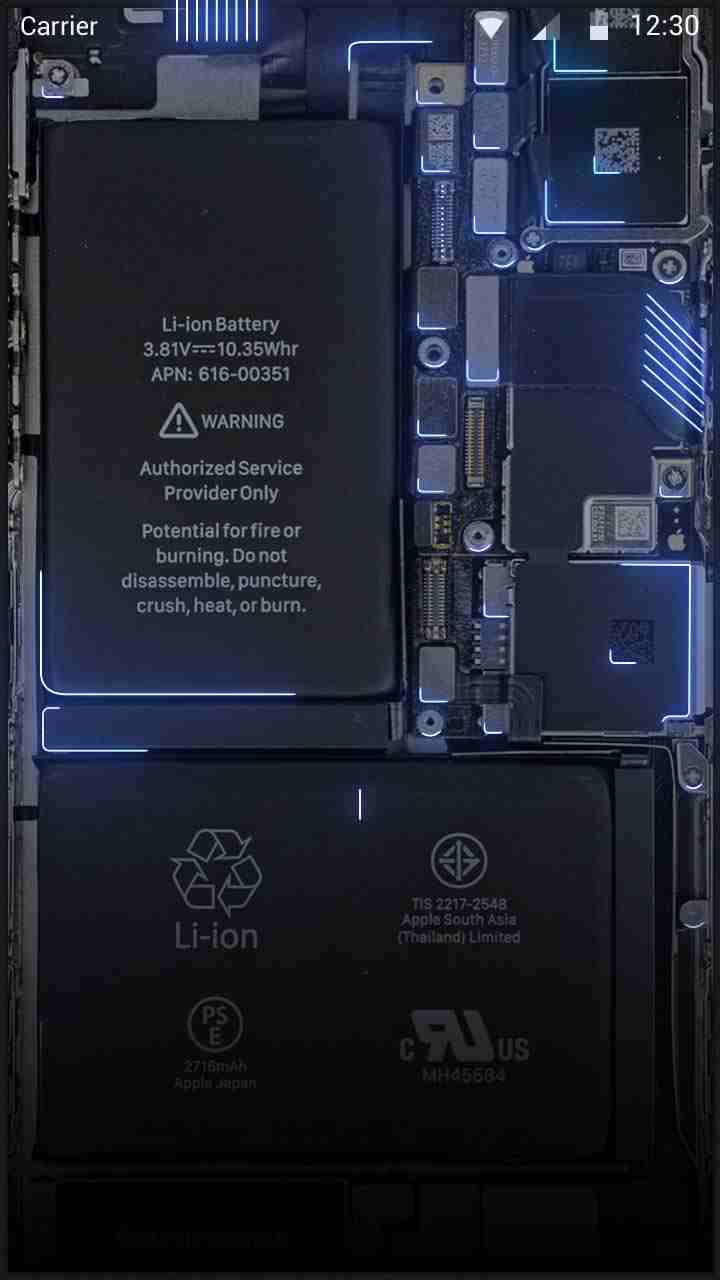 Carrier
12:30
Li-ion Battery
3.81V⎓10.35Whr
APN: 616-00351
WARNING
Authorized Service
Provider Only
Potential for fire or
burning. Do not
disassemble, puncture,
crush, heat, or burn.
Li-ion
TIS 2217-2548
Apple South Asia
(Thailand) Limited
PS
E
2716mAh
Apple Japan
C RU US
MH45684